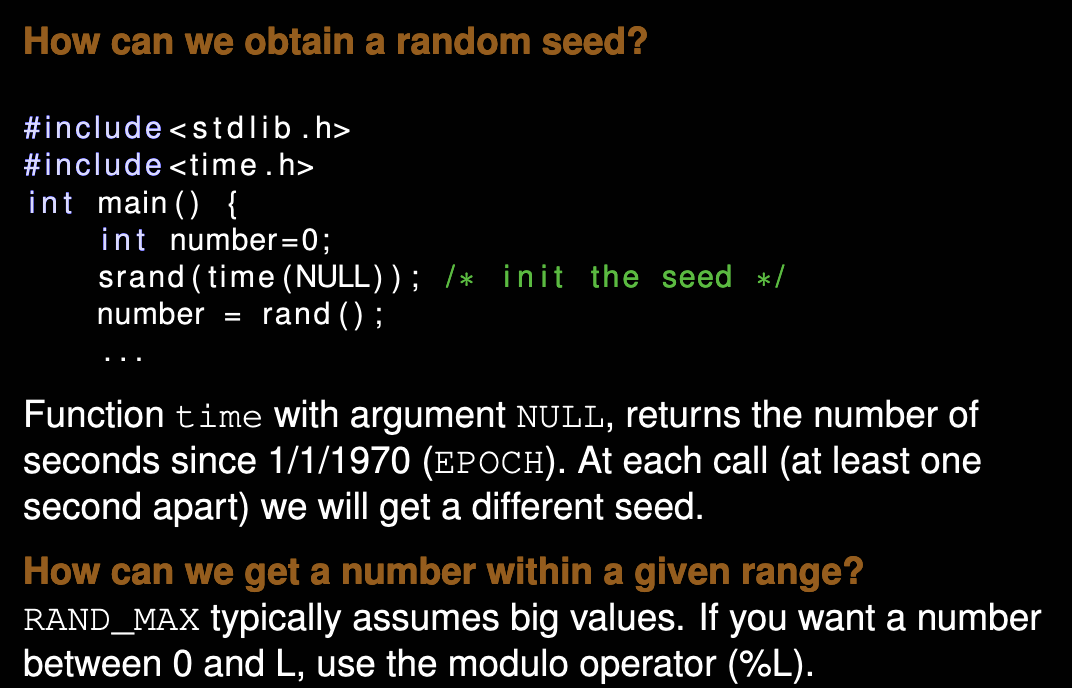 How can we obtain a random seed?
#include<stdlib.h>
#include<time.h>
int main() {
int number=0;
srand(time(NULL)); /* init the seed */
number = rand();
...
Function time with argument NULL, returns the number of
seconds since 1/1/1970 (EPOCH). At each call (at least one
second apart) we will get a different seed.
How can we get a number within a given range?
RAND_MAX typically assumes big values. If you want a number
between 0 and L, use the modulo operator (%L).